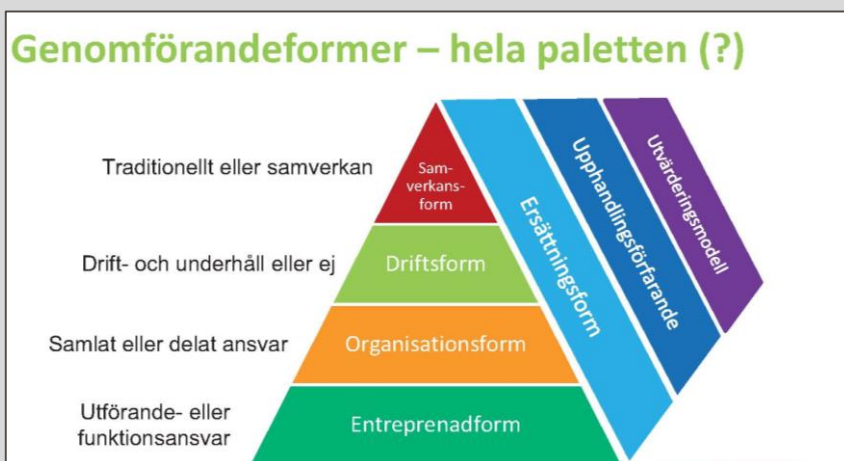 Genomförandeformer – hela paletten (?)
Traditionellt eller samverkan
Sam-
verkans-
form
Drift- och underhåll eller ej
Driftsform
Samlat eller delat ansvar
Organisationsform
Utförande- eller
funktionsansvar
Entreprenadform
Ersättningsform
Upphandlingsförfarande
Utvärderingsmodell